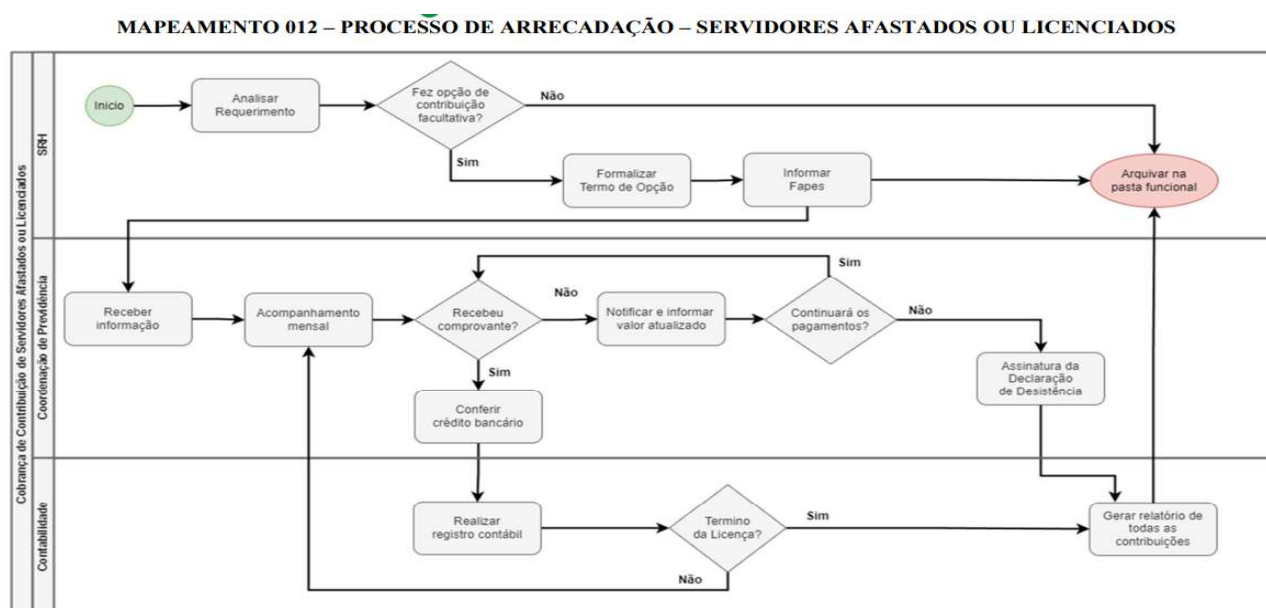 MAPEAMENTO 012 – PROCESSO DE ARRECADAÇÃO – SERVIDORES AFASTADOS OU LICENCIADOS
Cobrança de Contribuição de Servidores Afastados ou Licenciados
SRH
Inicio
Analisar
Requerimento
Fez opção de
contribuição
facultativa?
Não
Sim
Formalizar
Termo de Opção
Informar
Fapes
Arquivar na
pasta funcional
Coordenação de Previdência
Receber
informação
Acompanhamento
mensal
Recebeu
comprovante?
Não
Notificar e informar
valor atualizado
Continuará os
pagamentos?
Sim
Não
Sim
Assinatura da
Declaração
de Desistência
Conferir
crédito bancário
Contabilidade
Realizar
registro contábil
Termino
da Licença?
Sim
Não
Gerar relatório de
todas as
contribuições